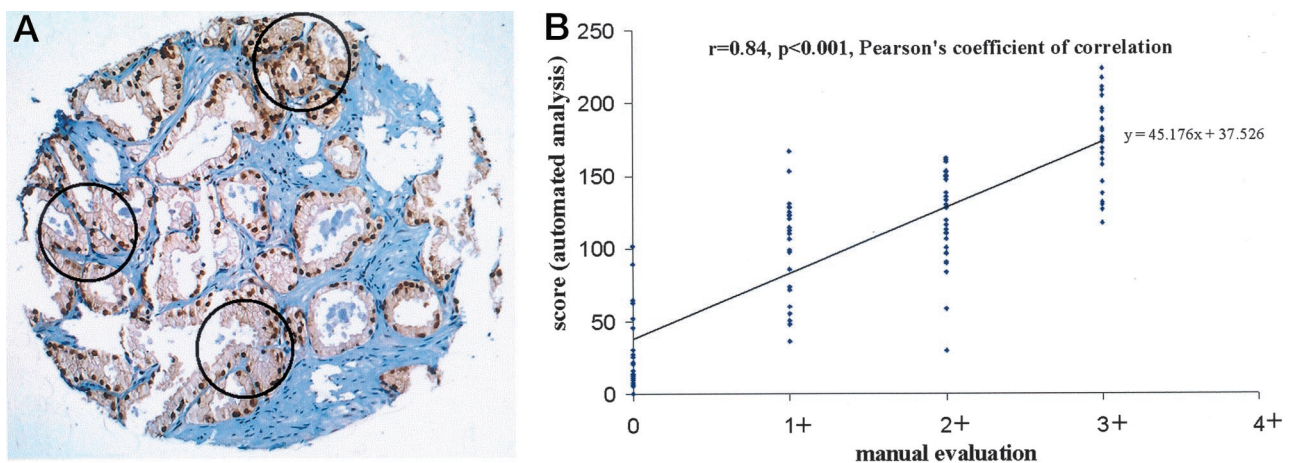 A
B
250
200
150
100
50
0
score (automated analysis)
r=0.84, p<0.001, Pearson's coefficient of correlation
y = 45.176x + 37.526
0 1+ 2+ 3+ 4+
manual evaluation